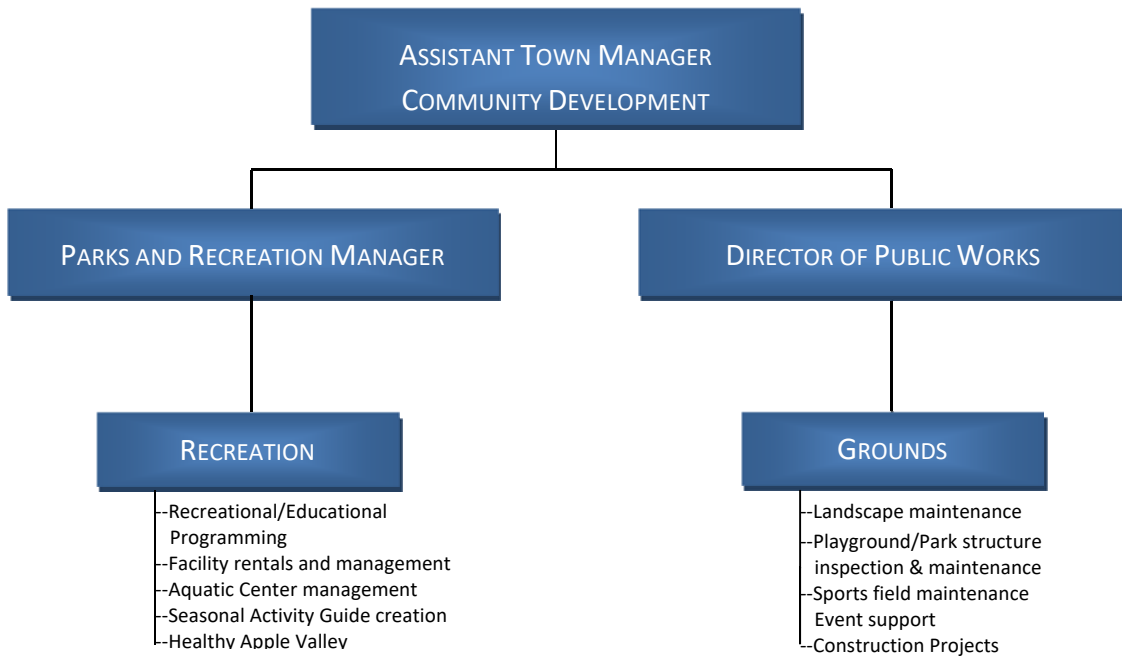 ASSISTANT TOWN MANAGER
COMMUNITY DEVELOPMENT
PARKS AND RECREATION MANAGER
DIRECTOR OF PUBLIC WORKS
RECREATION
--Recreational/Educational
Programming
--Facility rentals and management
--Aquatic Center management
--Seasonal Activity Guide creation
--Healthy Apple Valley
GROUNDS
--Landscape maintenance
--Playground/Park structure
inspection & maintenance
--Sports field maintenance
Event support
--Construction Projects